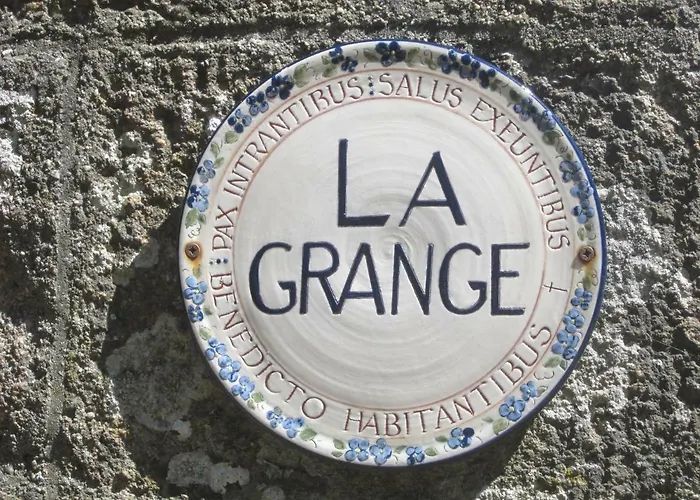 PAX INTRANTIBUS : SALUS EXEUNTIBUS
LA
GRANGE
: BENEDICTO HABITANTIBUS †